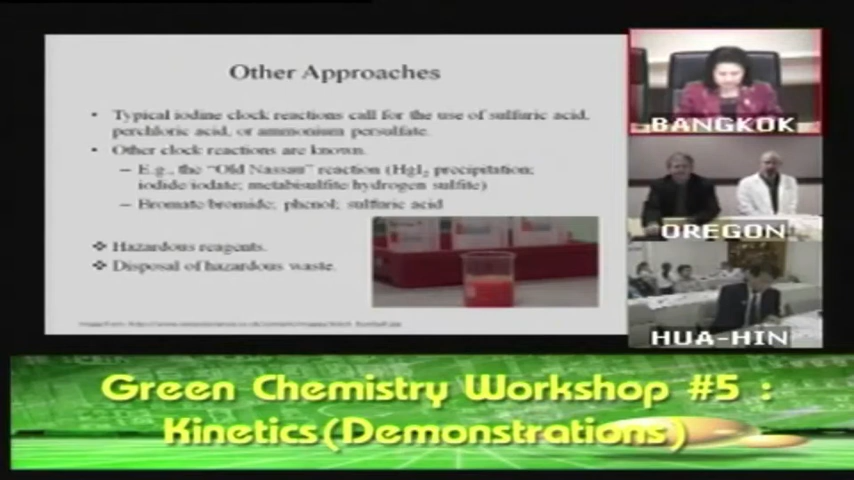 Other Approaches
• Typical iodine clock reactions call for the use of sulfuric acid,
perchloric acid, or ammonium persulfate.
• Other clock reactions are known.
– E.g., the "Old Nassau" reaction (HgI₂ precipitation;
iodide/iodate; metabisulfite/hydrogen sulfite)
– Bromate/bromide; phenol; sulfuric acid
❖ Hazardous reagents.
❖ Disposal of hazardous waste.
BANGKOK
OREGON
HUA-HIN
Green Chemistry Workshop #5 :
Kinetics(Demonstrations)